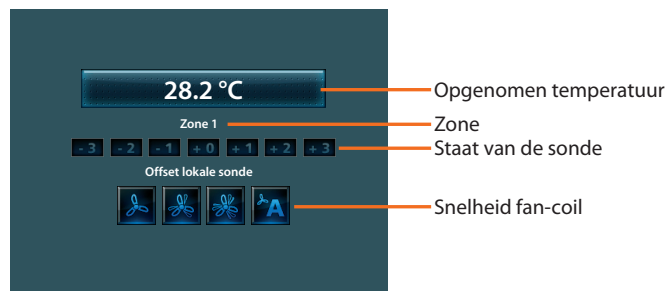 28.2 °C
Opgenomen temperatuur
Zone 1
Zone
- 3 - 2 - 1 + 0 + 1 + 2 + 3
Staat van de sonde
Offset lokale sonde
A
Snelheid fan-coil